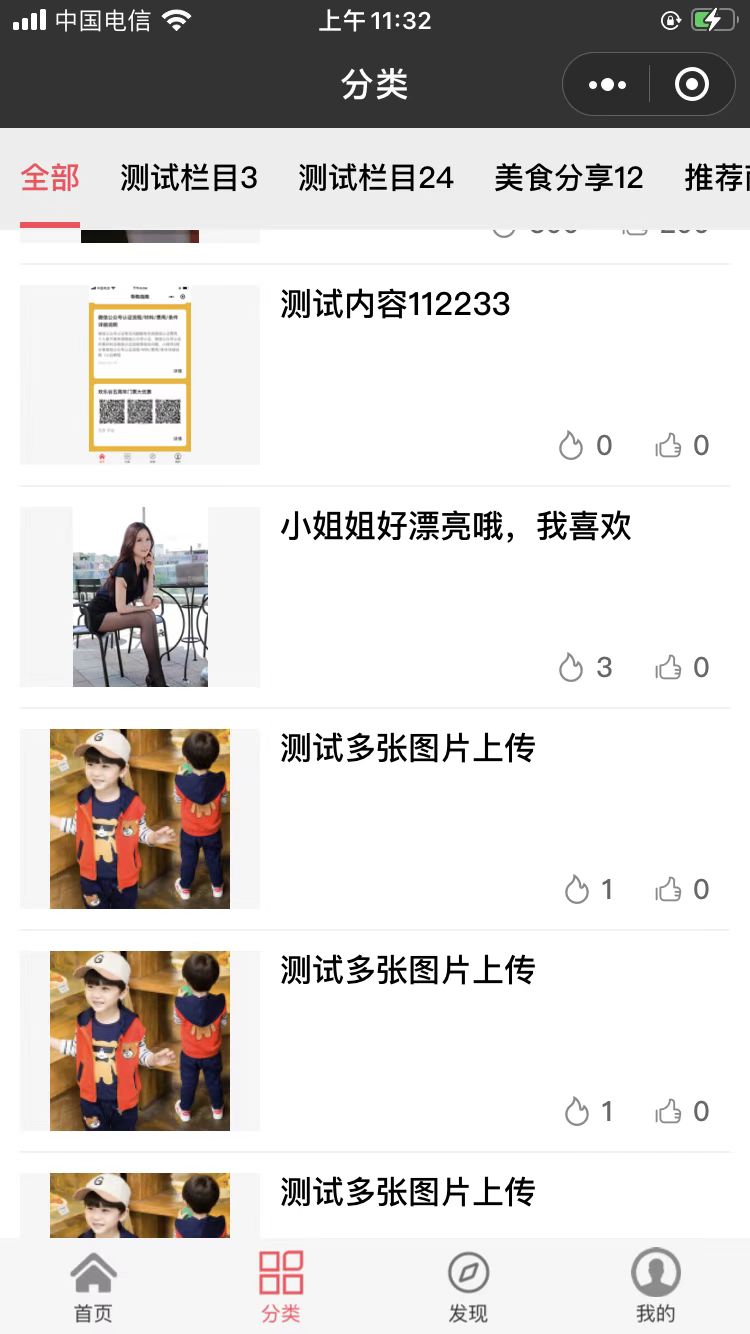 中国电信
上午11:32
分类
全部
测试栏目3
测试栏目24
美食分享12
推荐
测试内容112233
0
0
小姐姐好漂亮哦，我喜欢
3
0
测试多张图片上传
1
0
测试多张图片上传
1
0
测试多张图片上传
首页
分类
发现
我的